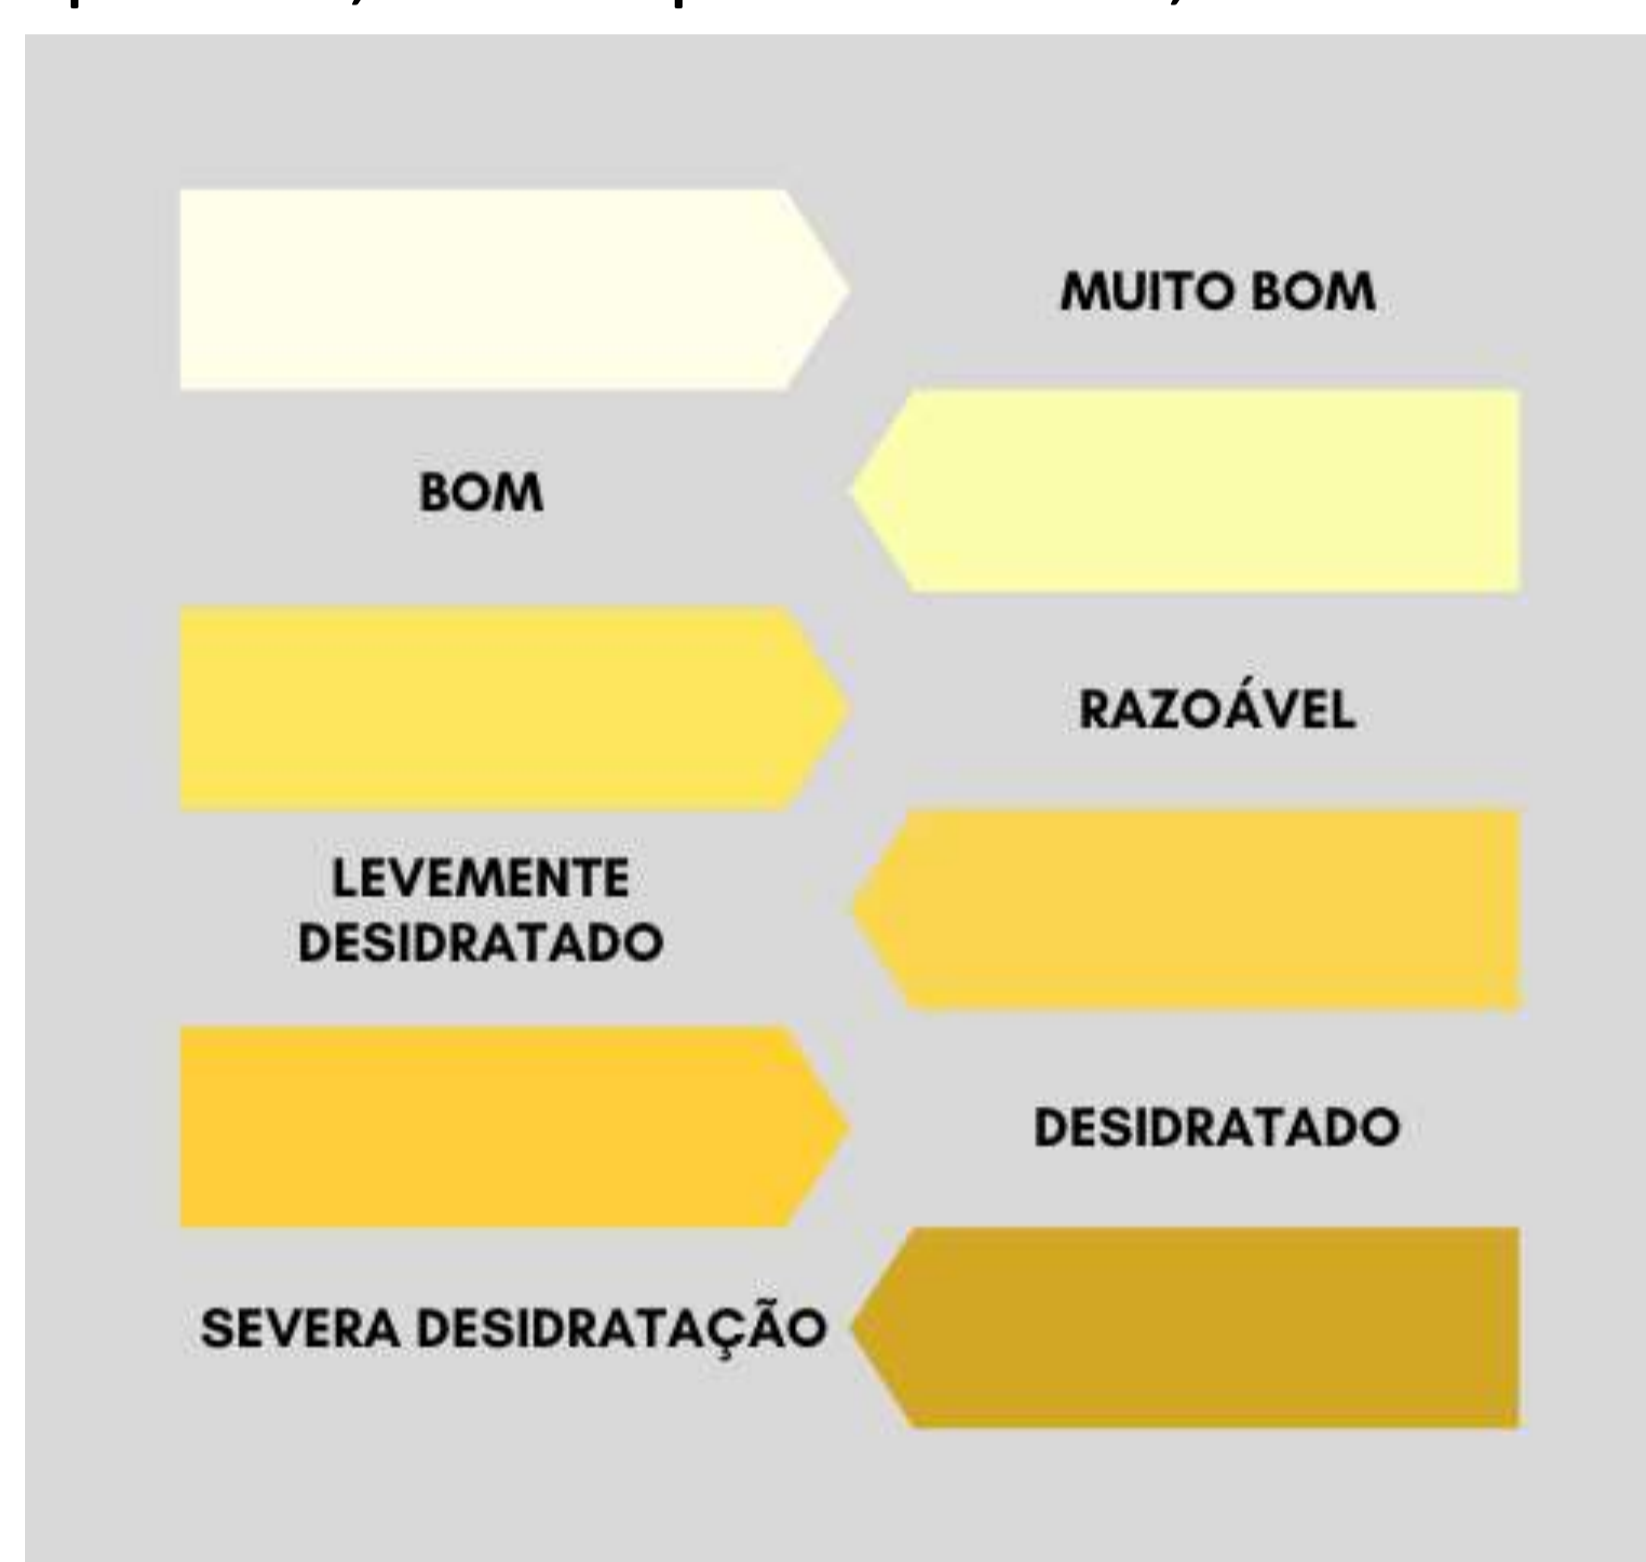 MUITO BOM
BOM
RAZOÁVEL
LEVEMENTE
DESIDRATADO
DESIDRATADO
SEVERA DESIDRATAÇÃO